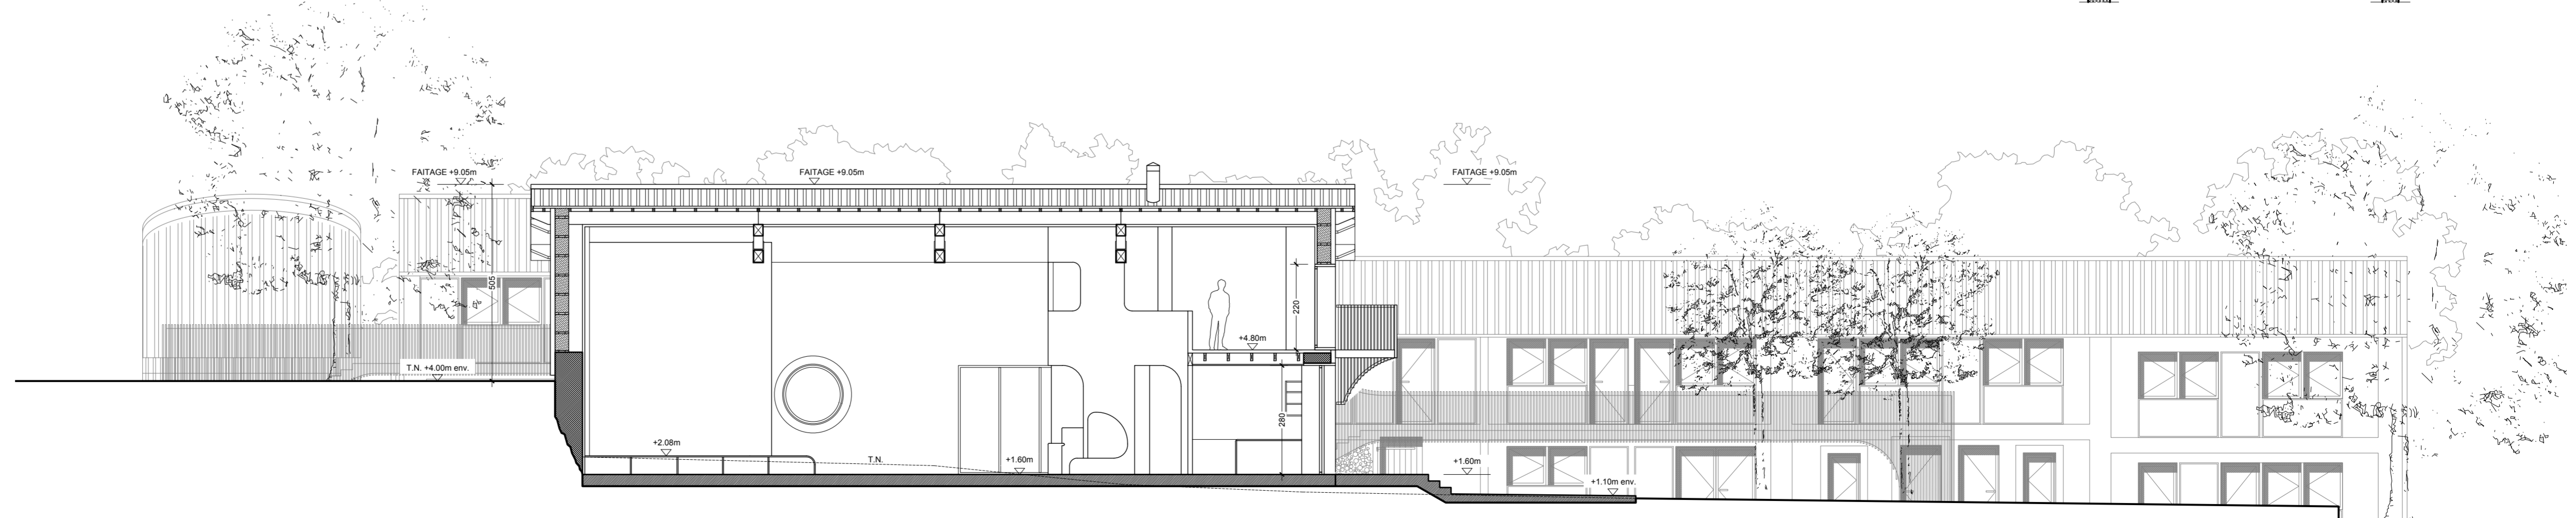 FAITAGE +9.05m
FAITAGE +9.05m
FAITAGE +9.05m
505
220
+4.80m
T.N. +4.00m env.
280
+2.08m
T.N.
+1.60m
+1.60m
+1.10m env.